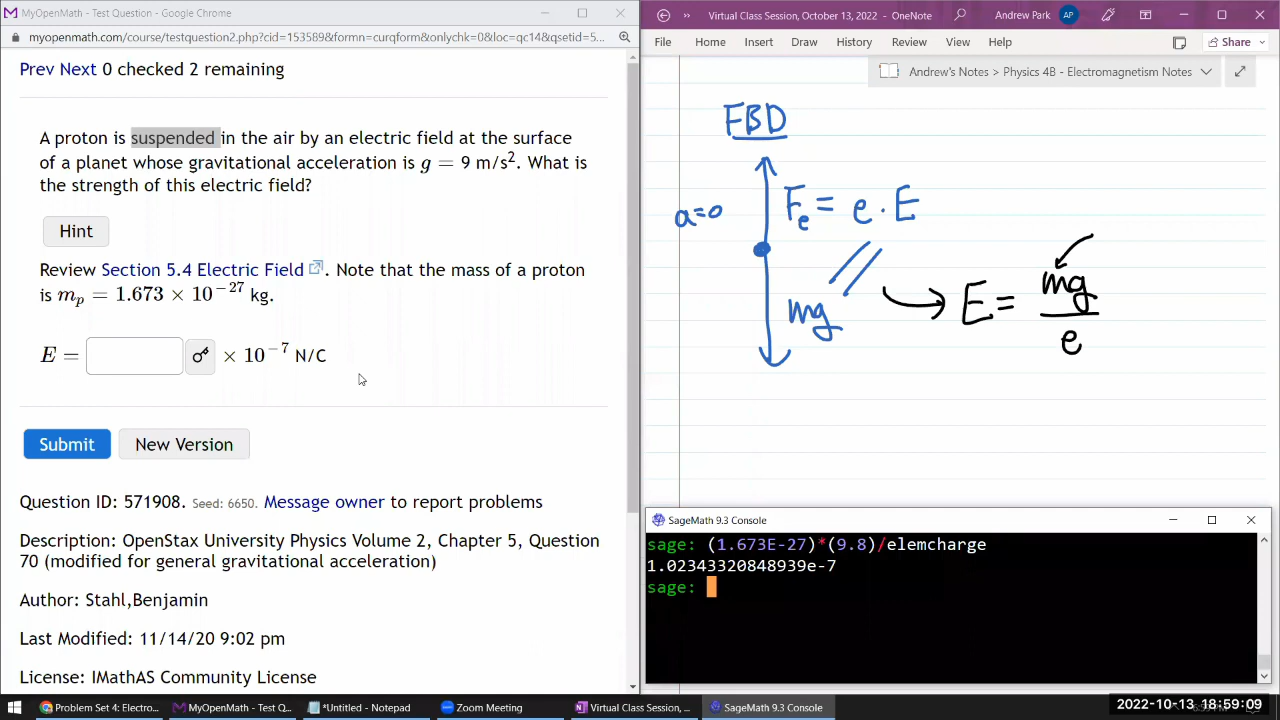 MyOpenMath - Test Question - Google Chrome
myopenmath.com/course/testquestion2.php?cid=153589&formn=curqform&onlychk=0&loc=qc14&qsetid=5...
Prev Next 0 checked 2 remaining
A proton is suspended in the air by an electric field at the surface
of a planet whose gravitational acceleration is g = 9 m/s². What is
the strength of this electric field?
Hint
Review Section 5.4 Electric Field. Note that the mass of a proton
is mₚ = 1.673 × 10⁻²⁷ kg.
E = × 10⁻⁷ N/C
Submit New Version
Question ID: 571908. Seed: 6650. Message owner to report problems
Description: OpenStax University Physics Volume 2, Chapter 5, Question
70 (modified for general gravitational acceleration)
Author: Stahl,Benjamin
Last Modified: 11/14/20 9:02 pm
License: IMathAS Community License
Virtual Class Session, October 13, 2022 - OneNote Andrew Park AP
File Home Insert Draw History Review View Help Share
Andrew's Notes > Physics 4B - Electromagnetism Notes
FBD
a=0
Fₑ = e · E
mg
E = mg
e
SageMath 9.3 Console
sage: (1.673E-27)*(9.8)/elemcharge
1.02343320848939e-7
sage:
Problem Set 4: Electro... MyOpenMath - Test Q... *Untitled - Notepad Zoom Meeting Virtual Class Session, ... SageMath 9.3 Console
2022-10-13 18:59:09